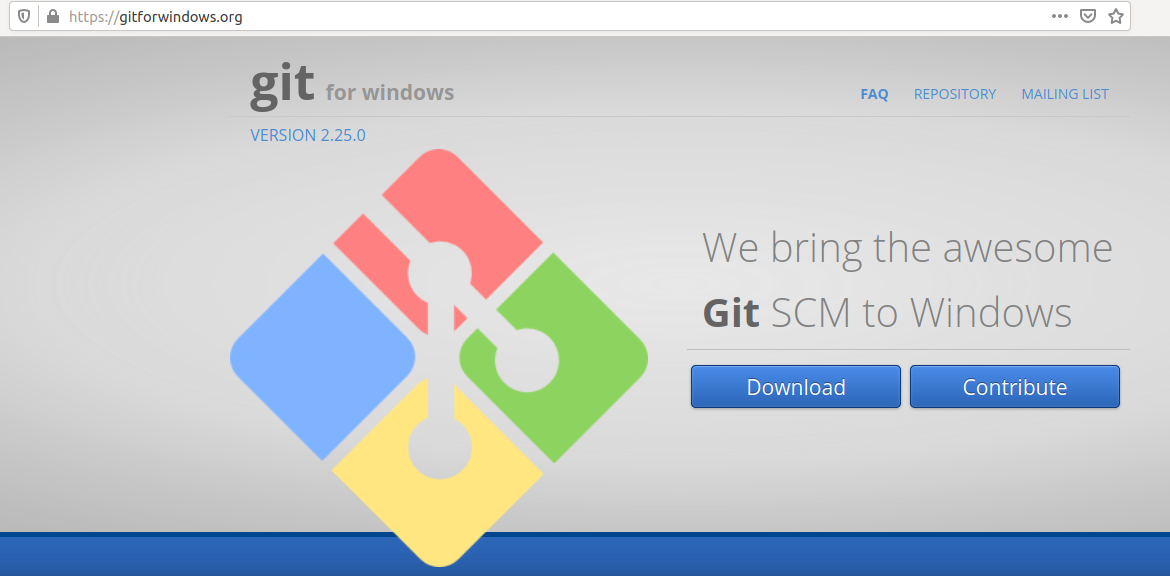 https://gitforwindows.org
git for windows
FAQ REPOSITORY MAILING LIST
VERSION 2.25.0
We bring the awesome
Git SCM to Windows
Download Contribute